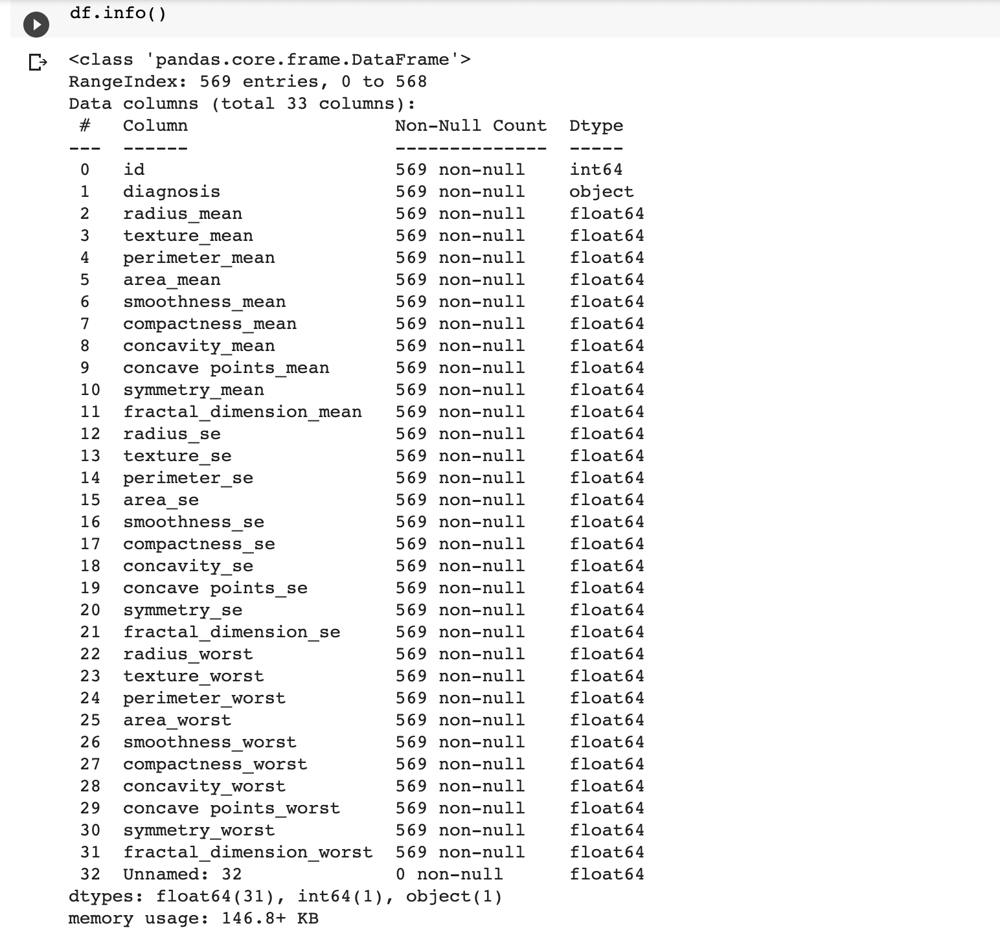 df.info()
<class 'pandas.core.frame.DataFrame'>
RangeIndex: 569 entries, 0 to 568
Data columns (total 33 columns):
 #   Column                   Non-Null Count  Dtype
---  ------                   --------------  -----
 0   id                       569 non-null    int64
 1   diagnosis                569 non-null    object
 2   radius_mean              569 non-null    float64
 3   texture_mean             569 non-null    float64
 4   perimeter_mean           569 non-null    float64
 5   area_mean                569 non-null    float64
 6   smoothness_mean          569 non-null    float64
 7   compactness_mean         569 non-null    float64
 8   concavity_mean           569 non-null    float64
 9   concave points_mean      569 non-null    float64
 10  symmetry_mean            569 non-null    float64
 11  fractal_dimension_mean   569 non-null    float64
 12  radius_se                569 non-null    float64
 13  texture_se               569 non-null    float64
 14  perimeter_se             569 non-null    float64
 15  area_se                  569 non-null    float64
 16  smoothness_se            569 non-null    float64
 17  compactness_se           569 non-null    float64
 18  concavity_se             569 non-null    float64
 19  concave points_se        569 non-null    float64
 20  symmetry_se              569 non-null    float64
 21  fractal_dimension_se     569 non-null    float64
 22  radius_worst             569 non-null    float64
 23  texture_worst            569 non-null    float64
 24  perimeter_worst          569 non-null    float64
 25  area_worst               569 non-null    float64
 26  smoothness_worst         569 non-null    float64
 27  compactness_worst        569 non-null    float64
 28  concavity_worst          569 non-null    float64
 29  concave points_worst     569 non-null    float64
 30  symmetry_worst           569 non-null    float64
 31  fractal_dimension_worst  569 non-null    float64
 32  Unnamed: 32              0 non-null      float64
dtypes: float64(31), int64(1), object(1)
memory usage: 146.8+ KB